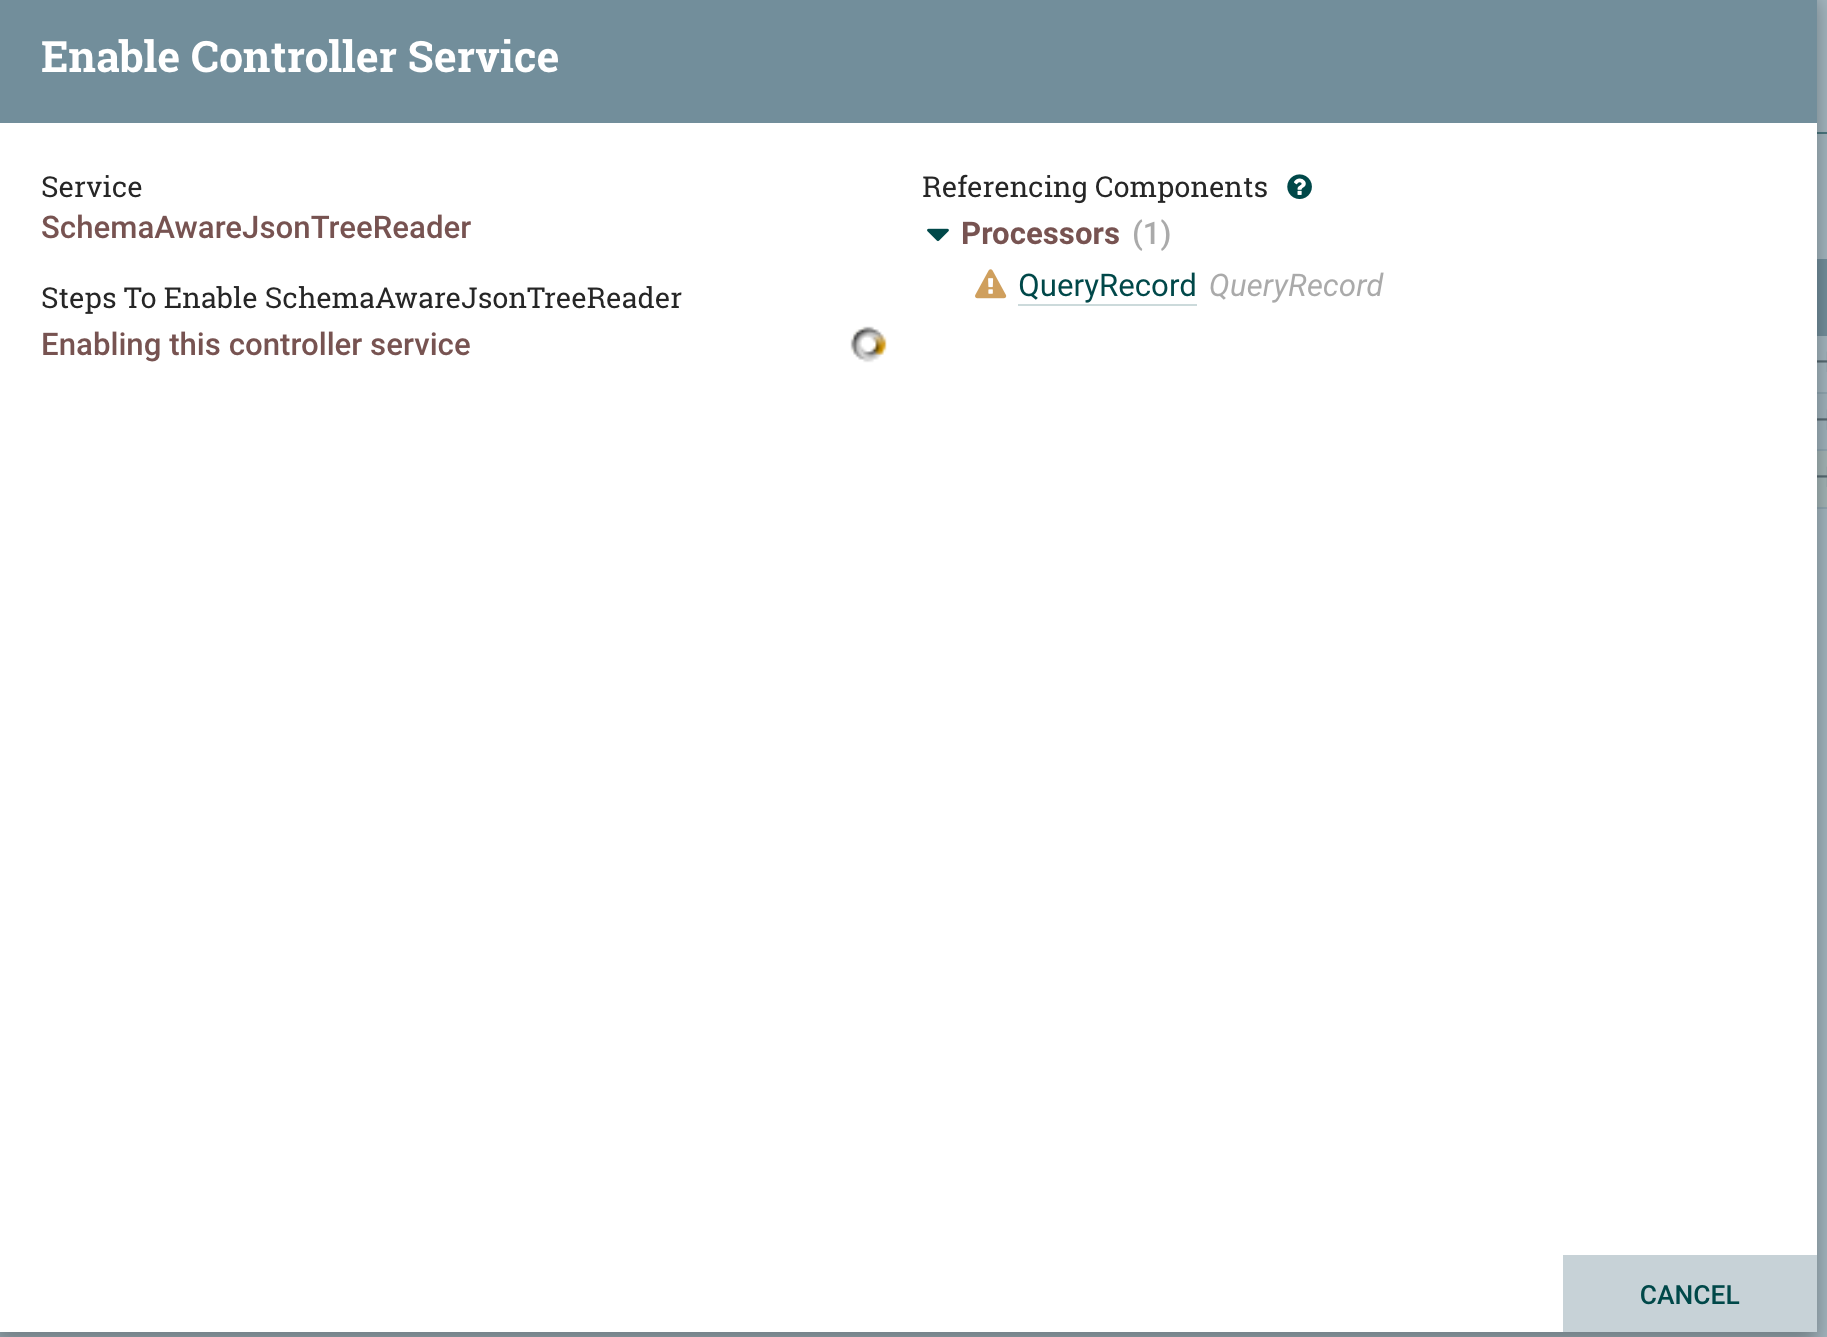 Enable Controller Service
Service
SchemaAwareJsonTreeReader
Steps To Enable SchemaAwareJsonTreeReader
Enabling this controller service
Referencing Components
Processors (1)
QueryRecord QueryRecord
CANCEL